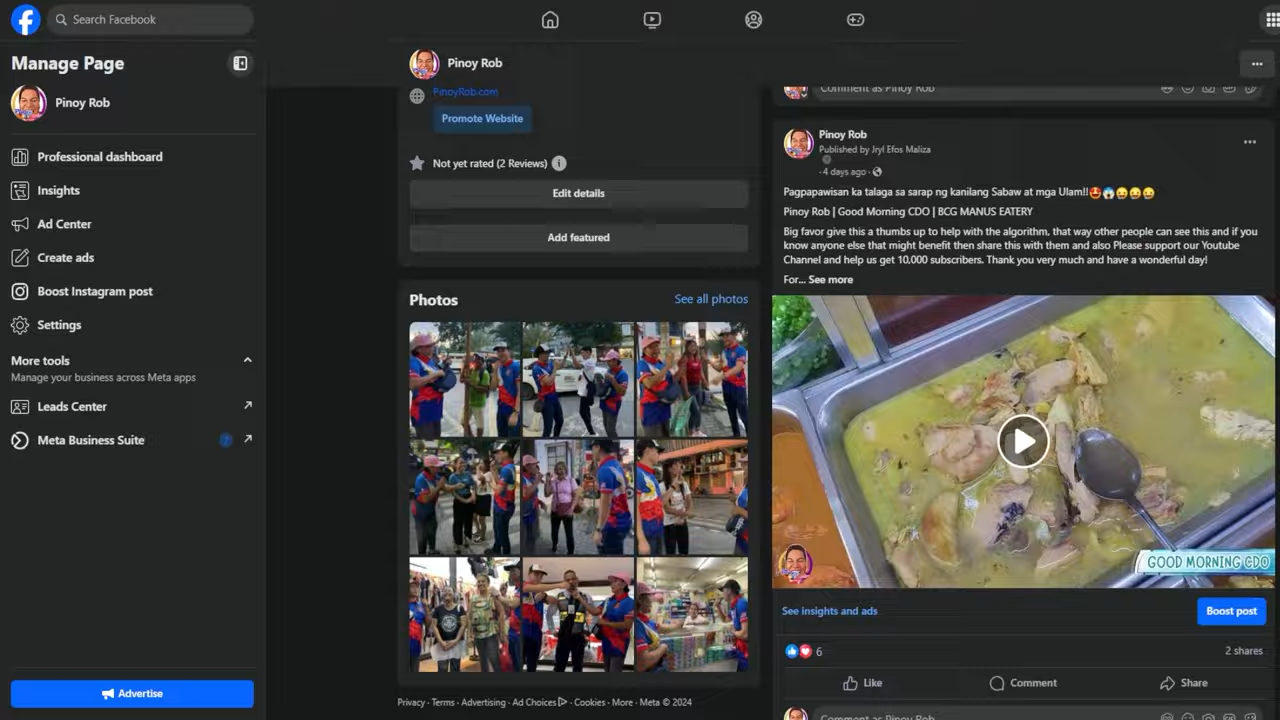 Search Facebook
Manage Page
Pinoy Rob
Professional dashboard
Insights
Ad Center
Create ads
Boost Instagram post
Settings
More tools
Manage your business across Meta apps
Leads Center
Meta Business Suite
Advertise
Pinoy Rob
PinoyRob.com
Promote Website
Not yet rated (2 Reviews)
Edit details
Add featured
Photos
See all photos
Privacy · Terms · Advertising · Ad Choices · Cookies · More · Meta © 2024
Comment as Pinoy Rob
Pinoy Rob
Published by Jryl Efos Maliza
· 4 days ago ·
Pagpapawisan ka talaga sa sarap ng kanilang Sabaw at mga Ulam!!🤩😱😝😝😝
Pinoy Rob | Good Morning CDO | BCG MANUS EATERY
Big favor give this a thumbs up to help with the algorithm, that way other people can see this and if you
know anyone else that might benefit then share this with them and also Please support our Youtube
Channel and help us get 10,000 subscribers. Thank you very much and have a wonderful day!
For... See more
GOOD MORNING CDO
See insights and ads
Boost post
6
2 shares
Like
Comment
Share
Comment as Pinoy Rob